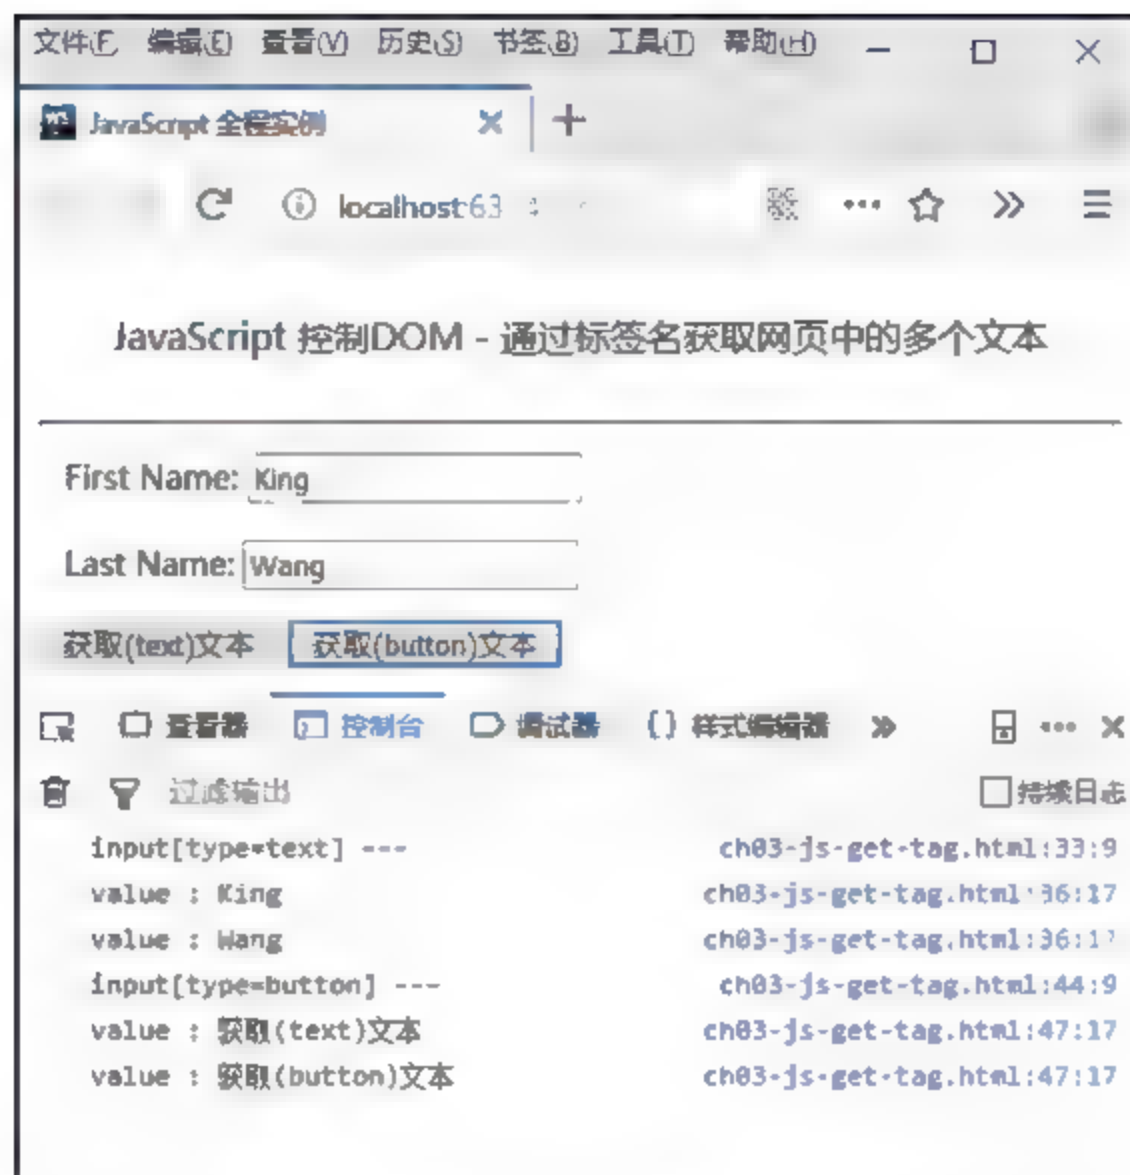 文件(F) 编辑(E) 查看(V) 历史(S) 书签(B) 工具(T) 帮助(H)
JavaScript 全程实例
localhost:63
JavaScript 控制DOM - 通过标签名获取网页中的多个文本
First Name: King
Last Name: Wang
获取(text)文本 获取(button)文本
查看器 控制台 调试器 {} 样式编辑器
过滤输出 持续日志
input[type=text] --- ch03-js-get-tag.html:33:9
value : King ch03-js-get-tag.html:36:17
value : Wang ch03-js-get-tag.html:36:17
input[type=button] --- ch03-js-get-tag.html:44:9
value : 获取(text)文本 ch03-js-get-tag.html:47:17
value : 获取(button)文本 ch03-js-get-tag.html:47:17